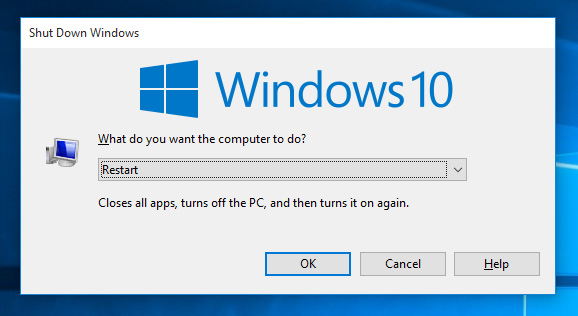 Shut Down Windows
Windows 10
What do you want the computer to do?
Restart
Closes all apps, turns off the PC, and then turns it on again.
OK Cancel Help